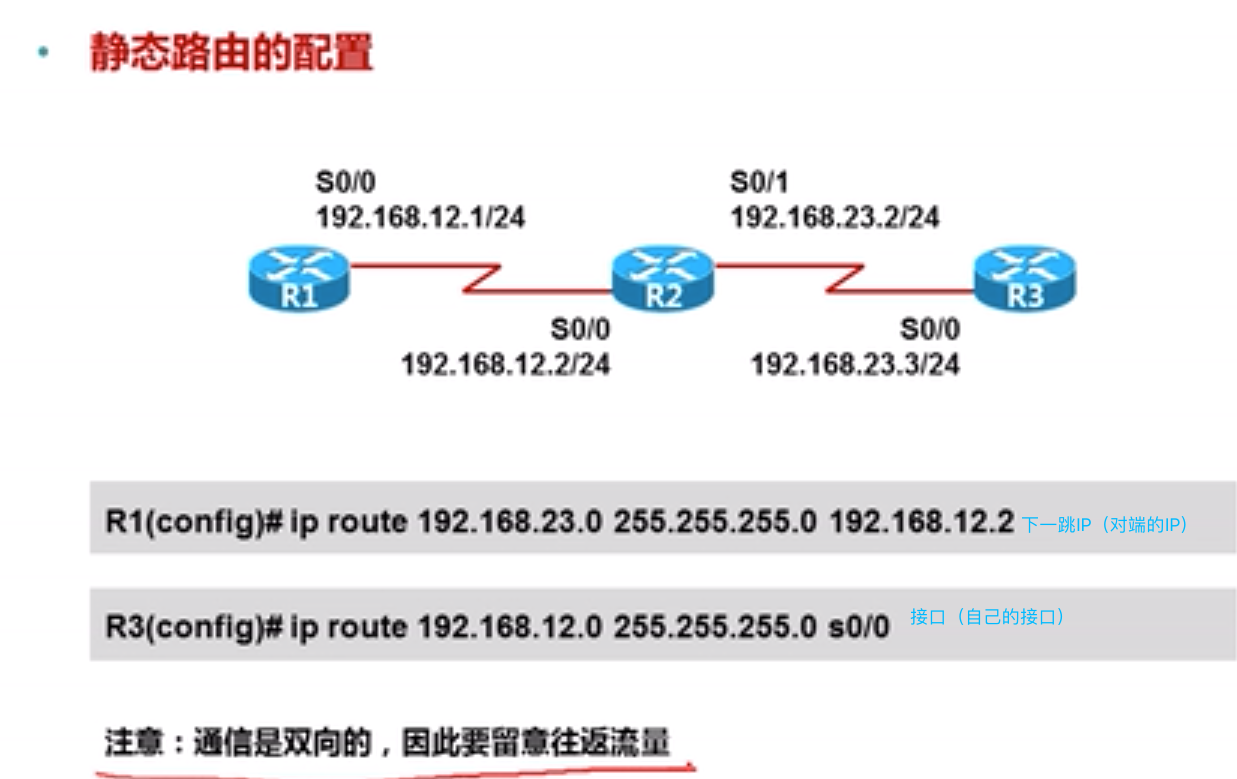 • 静态路由的配置
S0/0
192.168.12.1/24
S0/1
192.168.23.2/24
R1
R2
R3
S0/0
192.168.12.2/24
S0/0
192.168.23.3/24
R1(config)# ip route 192.168.23.0 255.255.255.0 192.168.12.2 下一跳IP（对端的IP）
R3(config)# ip route 192.168.12.0 255.255.255.0 s0/0 接口（自己的接口）
注意：通信是双向的，因此要留意往返流量